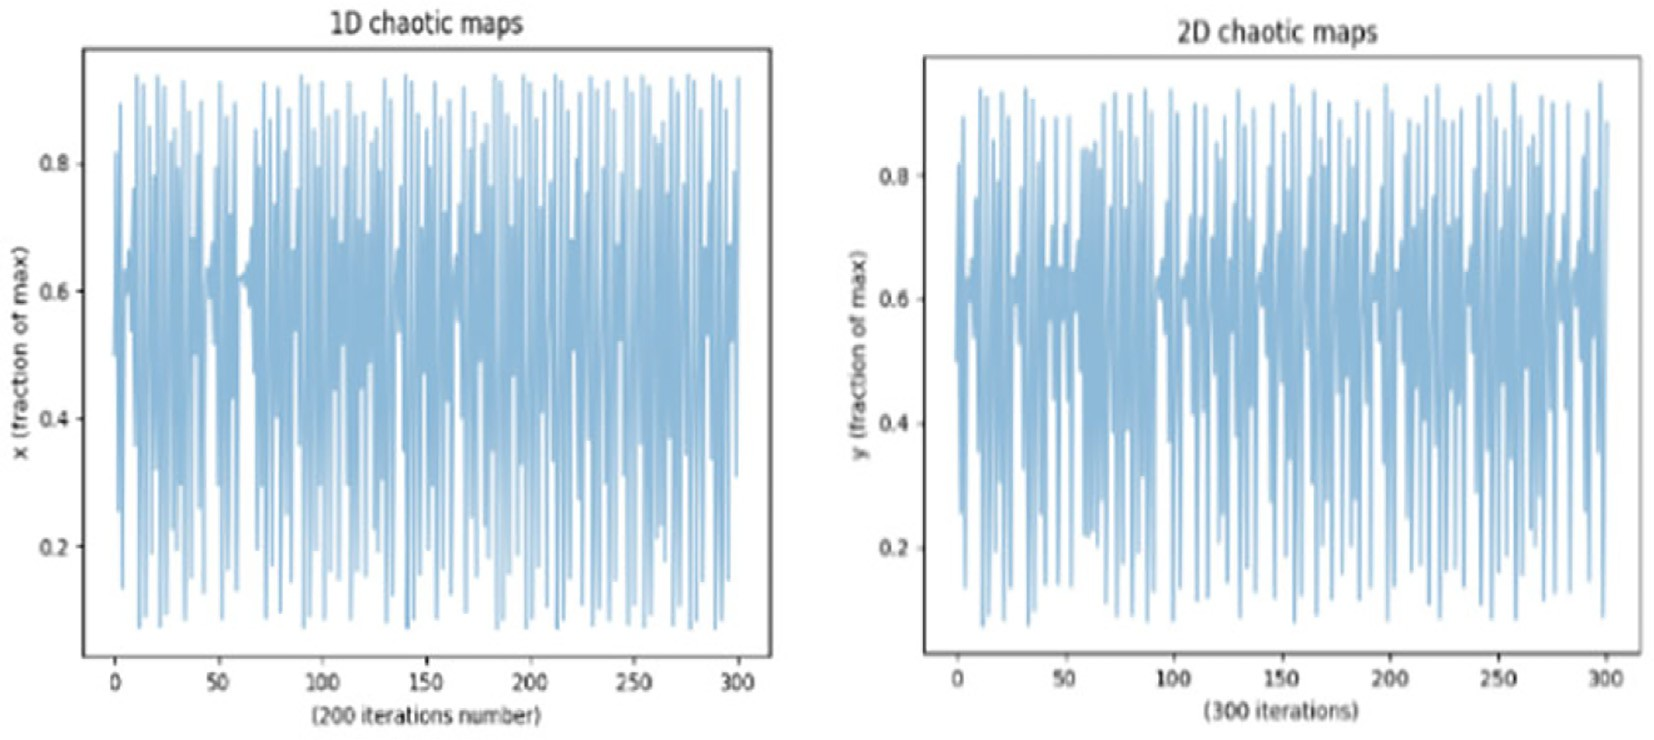 1D chaotic maps
x (fraction of max)
0.8
0.6
0.4
0.2
0 50 100 150 200 250 300
(200 iterations number)
2D chaotic maps
y (fraction of max)
0.8
0.6
0.4
0.2
0 50 100 150 200 250 300
(300 iterations)